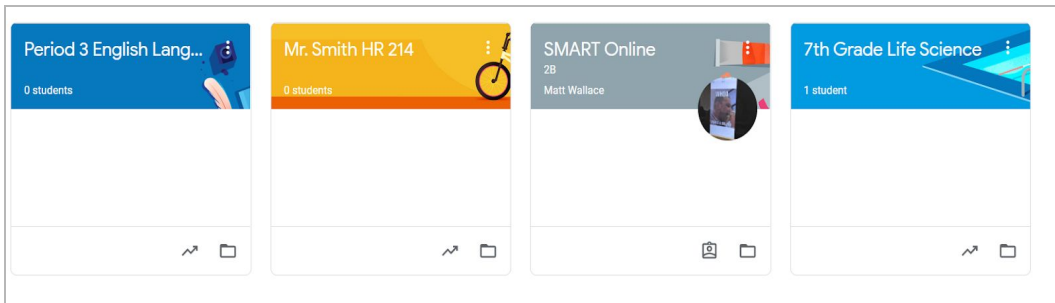 Period 3 English Lang...
0 students
Mr. Smith HR 214
0 students
SMART Online
2B
Matt Wallace
7th Grade Life Science
1 student